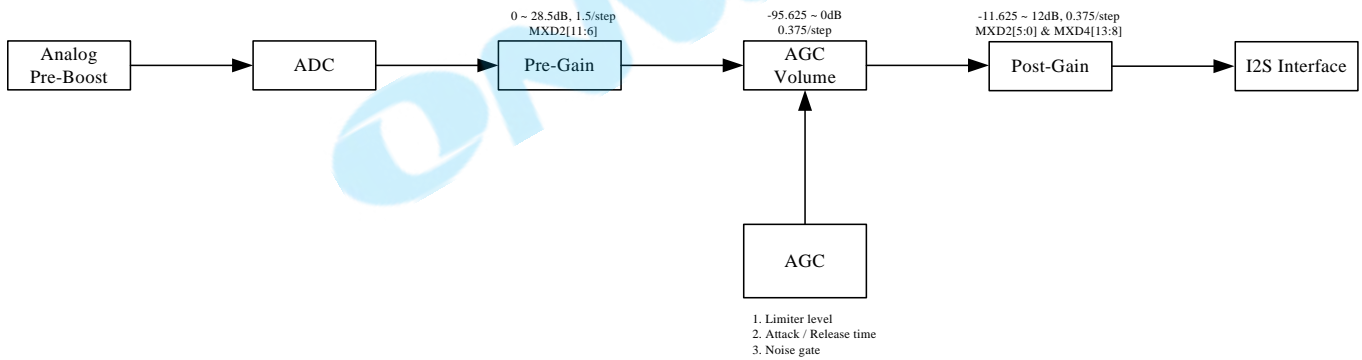 0 ~ 28.5dB, 1.5/step
MXD2[11:6]
-95.625 ~ 0dB
0.375/step
-11.625 ~ 12dB, 0.375/step
MXD2[5:0] & MXD4[13:8]
Analog
Pre-Boost
ADC
Pre-Gain
AGC
Volume
Post-Gain
I2S Interface
AGC
1. Limiter level
2. Attack / Release time
3. Noise gate